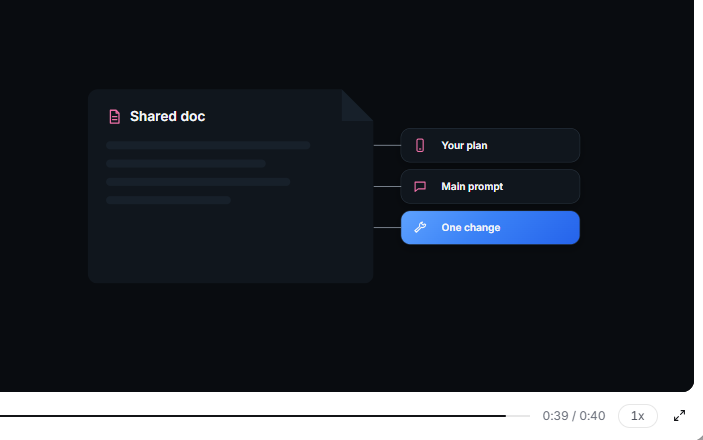 Shared doc
Your plan
Main prompt
One change
0:39 / 0:40
1x